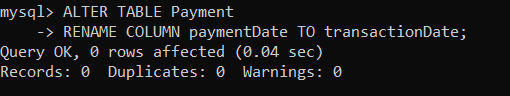 mysql> ALTER TABLE Payment
    -> RENAME COLUMN paymentDate TO transactionDate;
Query OK, 0 rows affected (0.04 sec)
Records: 0  Duplicates: 0  Warnings: 0